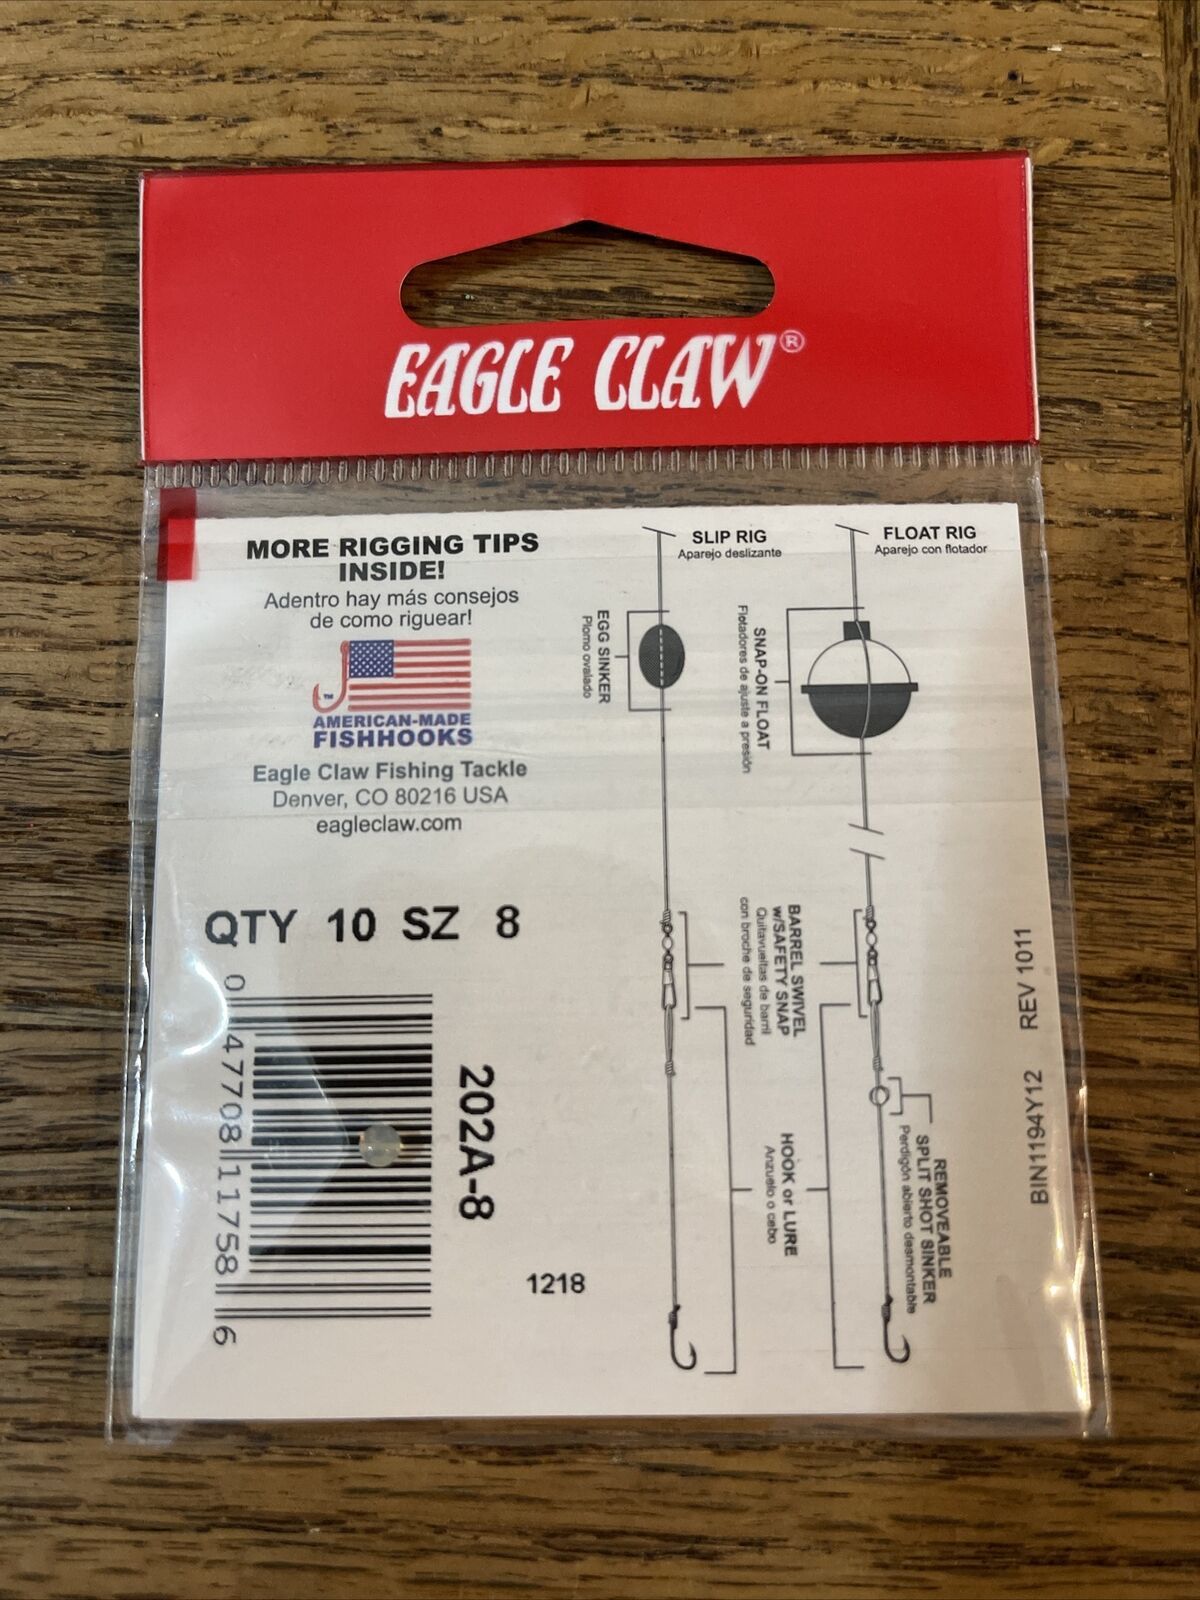 EAGLE CLAW®
MORE RIGGING TIPS
INSIDE!
Adentro hay más consejos
de como riguear!
TM
AMERICAN-MADE
FISHHOOKS
Eagle Claw Fishing Tackle
Denver, CO 80216 USA
eagleclaw.com
QTY 10 SZ 8
0 47708 11758 6
202A-8
1218
SLIP RIG
Aparejo deslizante
EGG SINKER
Plomo ovalado
FLOAT RIG
Aparejo con flotador
SNAP-ON FLOAT
Flotadores de ajuste a presión
BARREL SWIVEL
w/SAFETY SNAP
Quitavueltas de barril
con broche de seguridad
HOOK or LURE
Anzuelo o cebo
REMOVEABLE
SPLIT SHOT SINKER
Perdigón abierto desmontable
BIN1194Y12 REV 1011